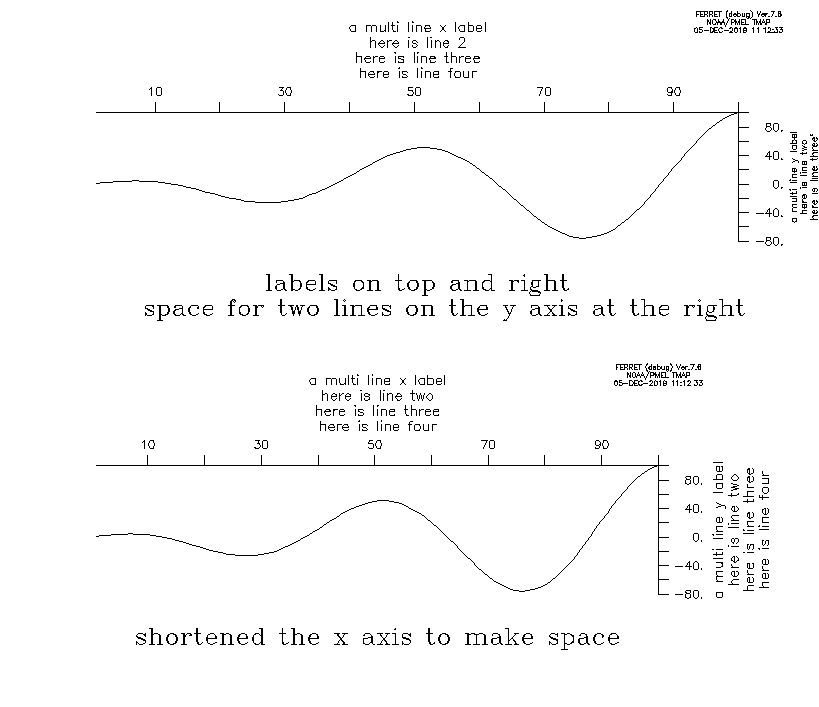 FERRET (debug) Ver.7.6
NOAA/PMEL TMAP
05-DEC-2018 11:12:33
a multi line x label
here is line 2
here is line three
here is line four
10 30 50 70 90
80.
40.
0.
-40.
-80.
a multi line y label
here is line two
here is line three
labels on top and right
space for two lines on the y axis at the right
FERRET (debug) Ver.7.6
NOAA/PMEL TMAP
05-DEC-2018 11:12:33
a multi line x label
here is line two
here is line three
here is line four
10 30 50 70 90
80.
40.
0.
-40.
-80.
a multi line y label
here is line two
here is line three
here is line four
shortened the x axis to make space